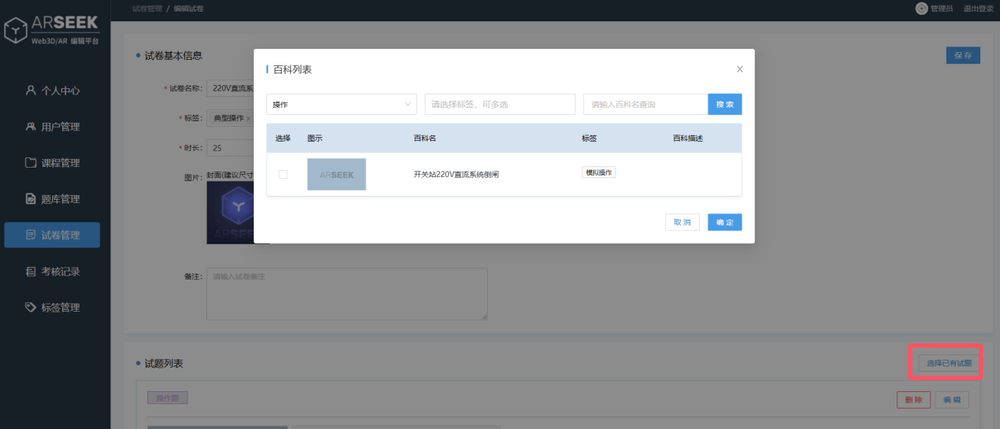 试卷管理 / 编辑试卷
管理员 退出登录
ARSEEK
Web3D/AR 编辑平台
个人中心
用户管理
课程管理
题库管理
试卷管理
考核记录
标签管理
试卷基本信息
保存
* 试卷名称: 220V直流系
* 标签: 典型操作 x
* 时长: 25
图片: 封面(建议尺寸
ARSEE
备注: 请输入试卷备注
百科列表
X
操作
请选择标签，可多选
请输入百科名查询
搜索
选择 图示 百科名 标签 百科描述
ARSEEK 开关站220V直流系统倒闸 模拟操作
取消 确定
试题列表
选择已有试题
操作题
删除 编辑